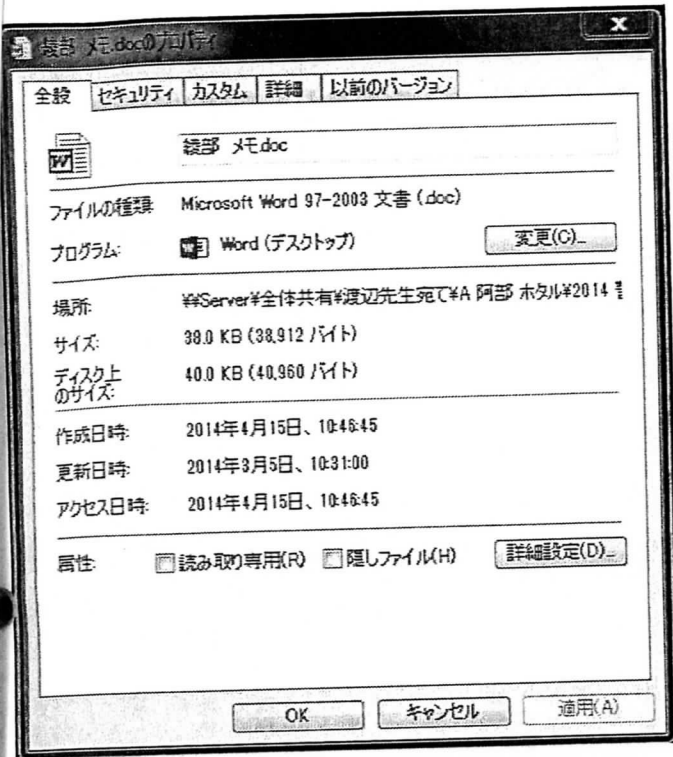 綾部 メモ.docのプロパティ
全般 セキュリティ カスタム 詳細 以前のバージョン
綾部 メモ.doc
ファイルの種類: Microsoft Word 97-2003 文書 (.doc)
プログラム: Word (デスクトップ) 変更(C)...
場所: ¥¥Server¥全体共有¥渡辺先生宛て¥A 阿部 ホタル¥2014
サイズ: 38.0 KB (38,912 バイト)
ディスク上
のサイズ: 40.0 KB (40,960 バイト)
作成日時: 2014年4月15日、10:46:45
更新日時: 2014年3月5日、10:31:00
アクセス日時: 2014年4月15日、10:46:45
属性: 読み取り専用(R) 隠しファイル(H) 詳細設定(D)...
OK キャンセル 適用(A)